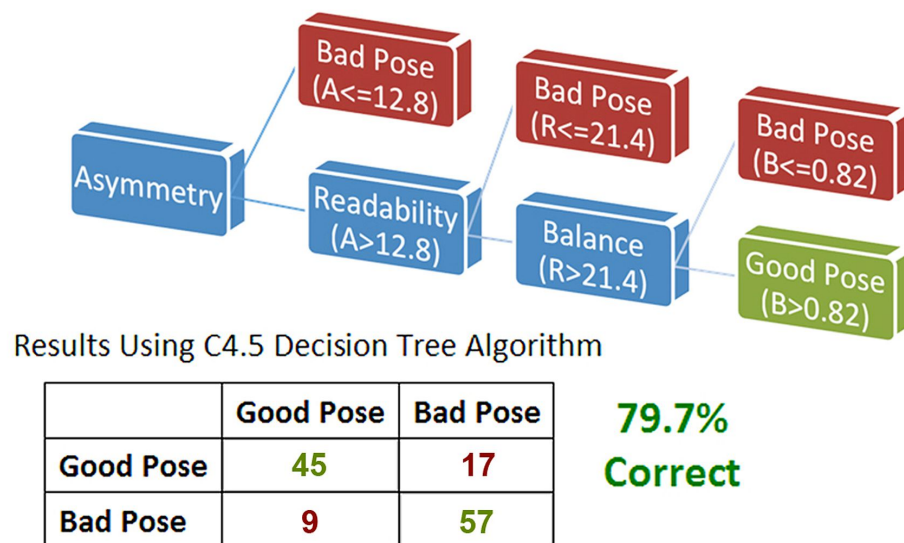 Asymmetry
Bad Pose
(A<=12.8)
Readability
(A>12.8)
Bad Pose
(R<=21.4)
Balance
(R>21.4)
Bad Pose
(B<=0.82)
Good Pose
(B>0.82)
Results Using C4.5 Decision Tree Algorithm
Good Pose Bad Pose
Good Pose 45 17
Bad Pose 9 57
79.7%
Correct